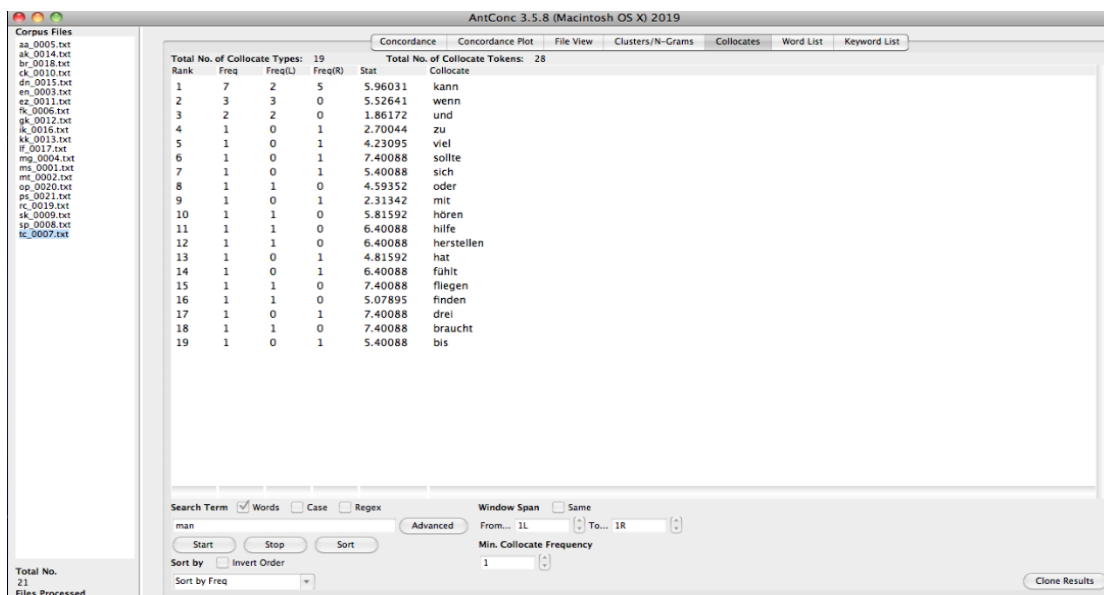 AntConc 3.5.8 (Macintosh OS X) 2019
Corpus Files
aa_0005.txt
ak_0014.txt
br_0018.txt
ck_0010.txt
dn_0015.txt
en_0003.txt
ez_0011.txt
fk_0006.txt
gk_0012.txt
ik_0016.txt
kk_0013.txt
lf_0017.txt
mg_0004.txt
ms_0001.txt
mt_0002.txt
op_0020.txt
ps_0021.txt
rc_0019.txt
sk_0009.txt
sp_0008.txt
tc_0007.txt
Total No.
21
Files Processed
Concordance Concordance Plot File View Clusters/N-Grams Collocates Word List Keyword List
Total No. of Collocate Types: 19 Total No. of Collocate Tokens: 28
Rank Freq Freq(L) Freq(R) Stat Collocate
1 7 2 5 5.96031 kann
2 3 3 0 5.52641 wenn
3 2 2 0 1.86172 und
4 1 0 1 2.70044 zu
5 1 0 1 4.23095 viel
6 1 0 1 7.40088 sollte
7 1 0 1 5.40088 sich
8 1 1 0 4.59352 oder
9 1 0 1 2.31342 mit
10 1 1 0 5.81592 hören
11 1 1 0 6.40088 hilfe
12 1 1 0 6.40088 herstellen
13 1 0 1 4.81592 hat
14 1 0 1 6.40088 fühlt
15 1 1 0 7.40088 fliegen
16 1 1 0 5.07895 finden
17 1 0 1 7.40088 drei
18 1 1 0 7.40088 braucht
19 1 0 1 5.40088 bis
Search Term Words Case Regex Window Span Same
man Advanced From... 1L To... 1R
Start Stop Sort Min. Collocate Frequency
Sort by Invert Order 1
Sort by Freq Clone Results